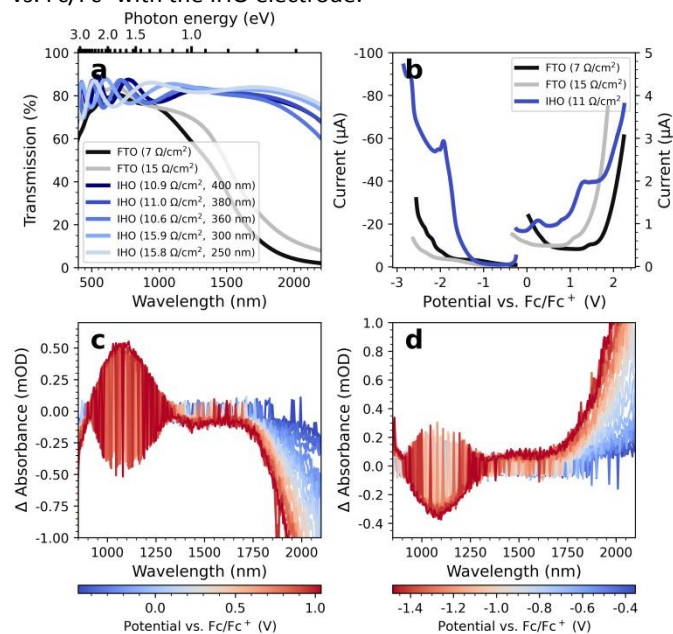 vs. Fc/Fc⁺ with the IHO electrode.
Photon energy (eV)
3.0 2.0 1.5 1.0
a
Transmission (%)
100
80
60
40
20
0
FTO (7 Ω/cm²)
FTO (15 Ω/cm²)
IHO (10.9 Ω/cm², 400 nm)
IHO (11.0 Ω/cm², 380 nm)
IHO (10.6 Ω/cm², 360 nm)
IHO (15.9 Ω/cm², 300 nm)
IHO (15.8 Ω/cm², 250 nm)
500 1000 1500 2000
Wavelength (nm)
b
Current (μA)
-100
-80
-60
-40
-20
0
FTO (7 Ω/cm²)
FTO (15 Ω/cm²)
IHO (11 Ω/cm²
5
4
3
2
1
0
Current (μA)
-3 -2 -1 0 1 2
Potential vs. Fc/Fc⁺ (V)
c
Δ Absorbance (mOD)
0.75
0.50
0.25
0.00
-0.25
-0.50
-0.75
-1.00
1000 1250 1500 1750 2000
Wavelength (nm)
0.0 0.5 1.0
Potential vs. Fc/Fc⁺ (V)
d
Δ Absorbance (mOD)
1.0
0.8
0.6
0.4
0.2
0.0
-0.2
-0.4
1000 1250 1500 1750 2000
Wavelength (nm)
-1.4 -1.2 -1.0 -0.8 -0.6 -0.4
Potential vs. Fc/Fc⁺ (V)